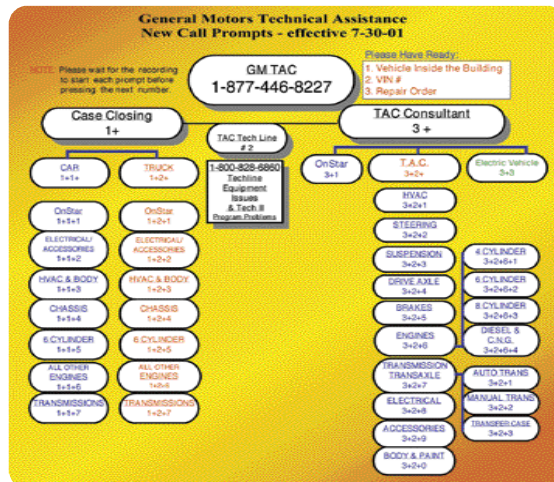 General Motors Technical Assistance
New Call Prompts - effective 7-30-01
NOTE: Please wait for the recording
to start each prompt before
pressing the next number.
GM TAC
1-877-446-8227
Please Have Ready:
1. Vehicle Inside the Building
2. VIN #
3. Repair Order
Case Closing
1+
TAC Tech Line
# 2
TAC Consultant
3 +
CAR
1+1+
TRUCK
1+2+
1-800-828-6860
Techline
Equipment
Issues
& Tech II
Program Problems
OnStar
3+1
T.A.C.
3+2+
Electric Vehicle
3+3
OnStar
1+1+1
ELECTRICAL/
ACCESSORIES
1+1+2
HVAC & BODY
1+1+3
CHASSIS
1+1+4
6 CYLINDER
1+1+5
ALL OTHER
ENGINES
1+1+6
TRANSMISSIONS
1+1+7
OnStar
1+2+1
ELECTRICAL/
ACCESSORIES
1+2+2
HVAC & BODY
1+2+3
CHASSIS
1+2+4
6 CYLINDER
1+2+5
ALL OTHER
ENGINES
1+2+6
TRANSMISSIONS
1+2+7
HVAC
3+2+1
STEERING
3+2+2
SUSPENSION
3+2+3
DRIVE AXLE
3+2+4
BRAKES
3+2+5
ENGINES
3+2+6
TRANSMISSION
TRANSAXLE
3+2+7
ELECTRICAL
3+2+8
ACCESSORIES
3+2+9
BODY & PAINT
3+2+0
4 CYLINDER
3+2+6+1
6 CYLINDER
3+2+6+2
8 CYLINDER
3+2+6+3
DIESEL &
C.N.G.
3+2+6+4
AUTO TRANS
3+2+1
MANUAL TRANS
3+2+2
TRANSFER CASE
3+2+3